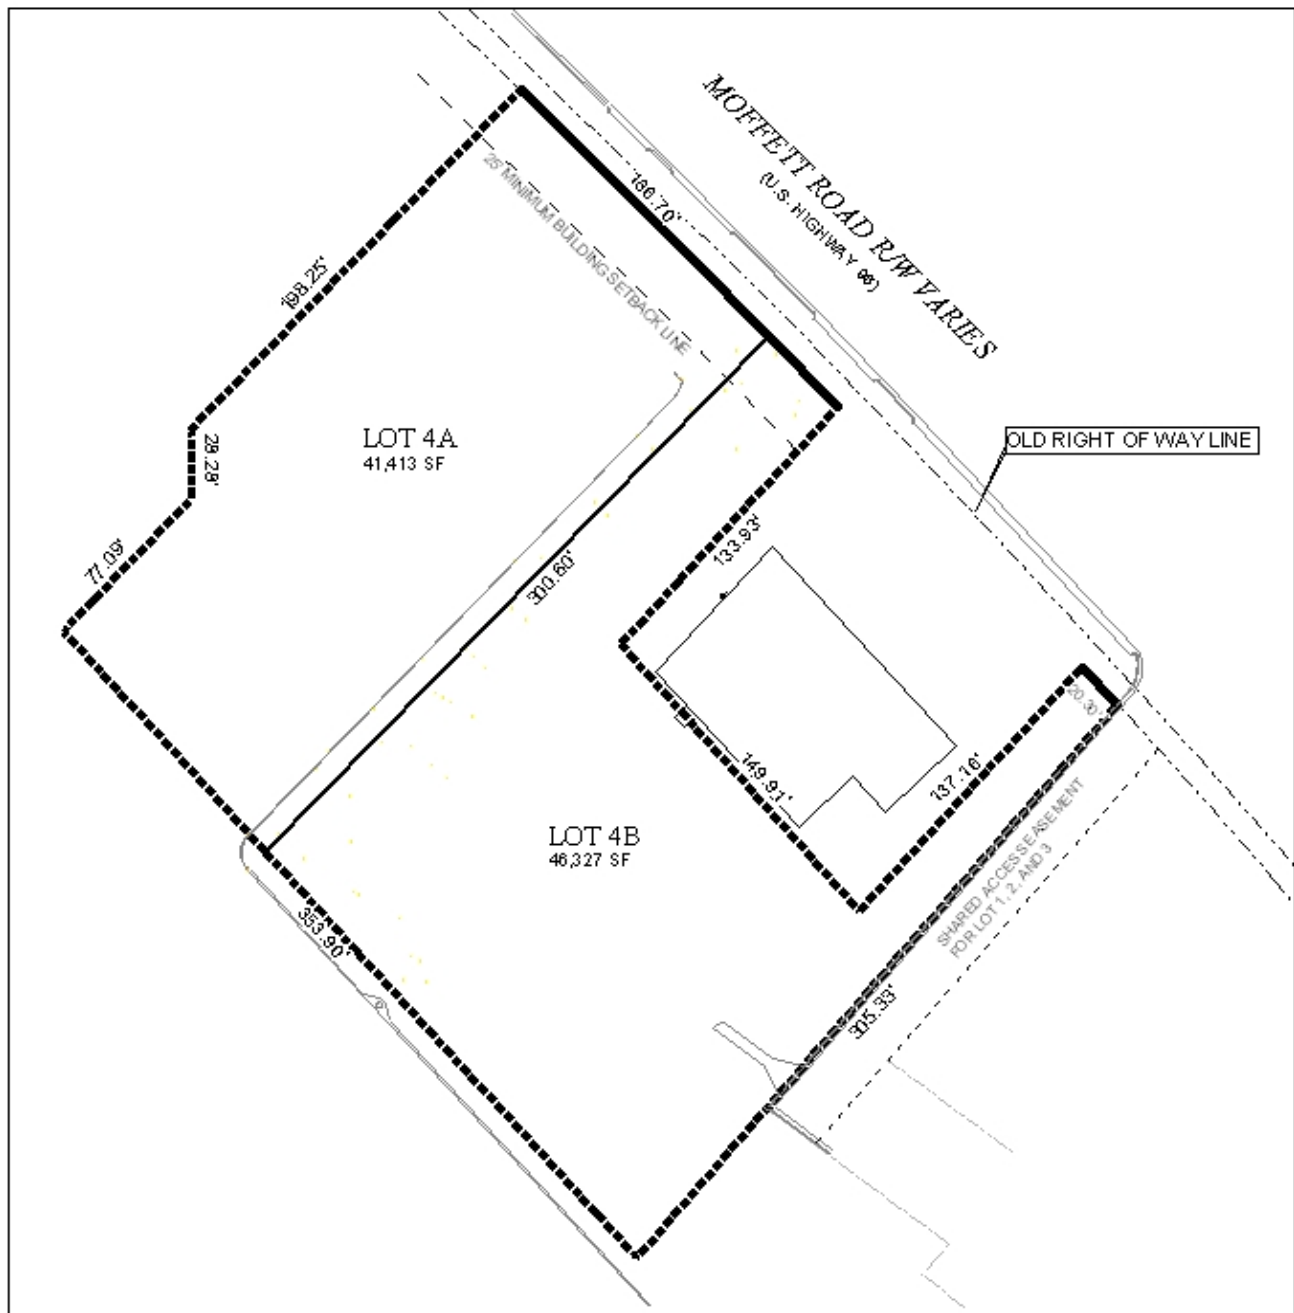 MOFFETT ROAD R/W VARIES
(U.S. HIGHWAY 98)
186.70'
25' MINIMUM BUILDING SETBACK LINE
198.25'
29.28'
LOT 4A
41,413 SF
OLD RIGHT OF WAY LINE
77.09'
300.60'
133.93'
20.30'
149.91'
137.16'
LOT 4B
46,327 SF
SHARED ACCESS EASEMENT
FOR LOT 1, 2, AND 3
353.90'
305.33'